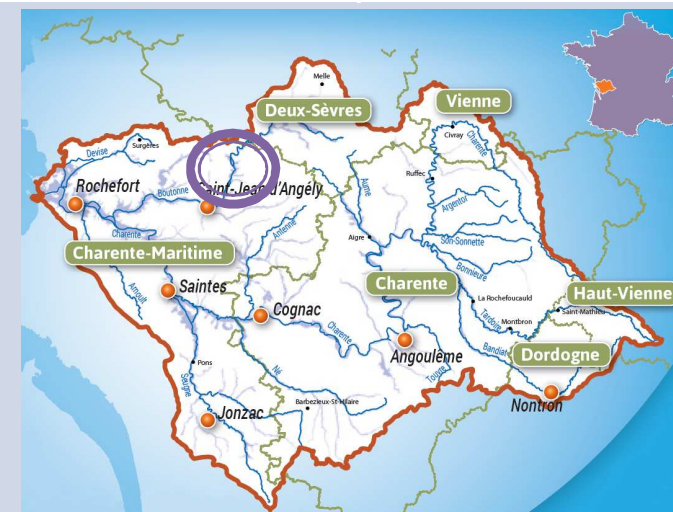 Melle
Deux-Sèvres
Vienne
Civray
Charente
Surgères
Devise
Rochefort
Boutonne
Saint-Jean d'Angély
Ruffec
Aume
Argentor
Charente
Antenne
Aigre
Son-Sonnette
Charente-Maritime
Bonnieure
Arnoult
Saintes
Charente
Haut-Vienne
La Rochefoucauld
Saint-Mathieu
Cognac
Tardoire
Montbron
Charente
Angoulème
Bandiat
Dordogne
Pons
Né
Touvre
Seugne
Nontron
Barbezieux-St-Hilaire
Jonzac